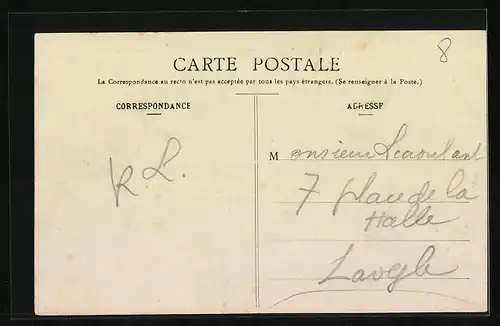 8
CARTE POSTALE
La Correspondance au recto n'est pas acceptée par tous les pays étrangers. (Se renseigner à la Poste.)
CORRESPONDANCE
ADRESSE
R. L.
Monsieur
7 place de la
Halle